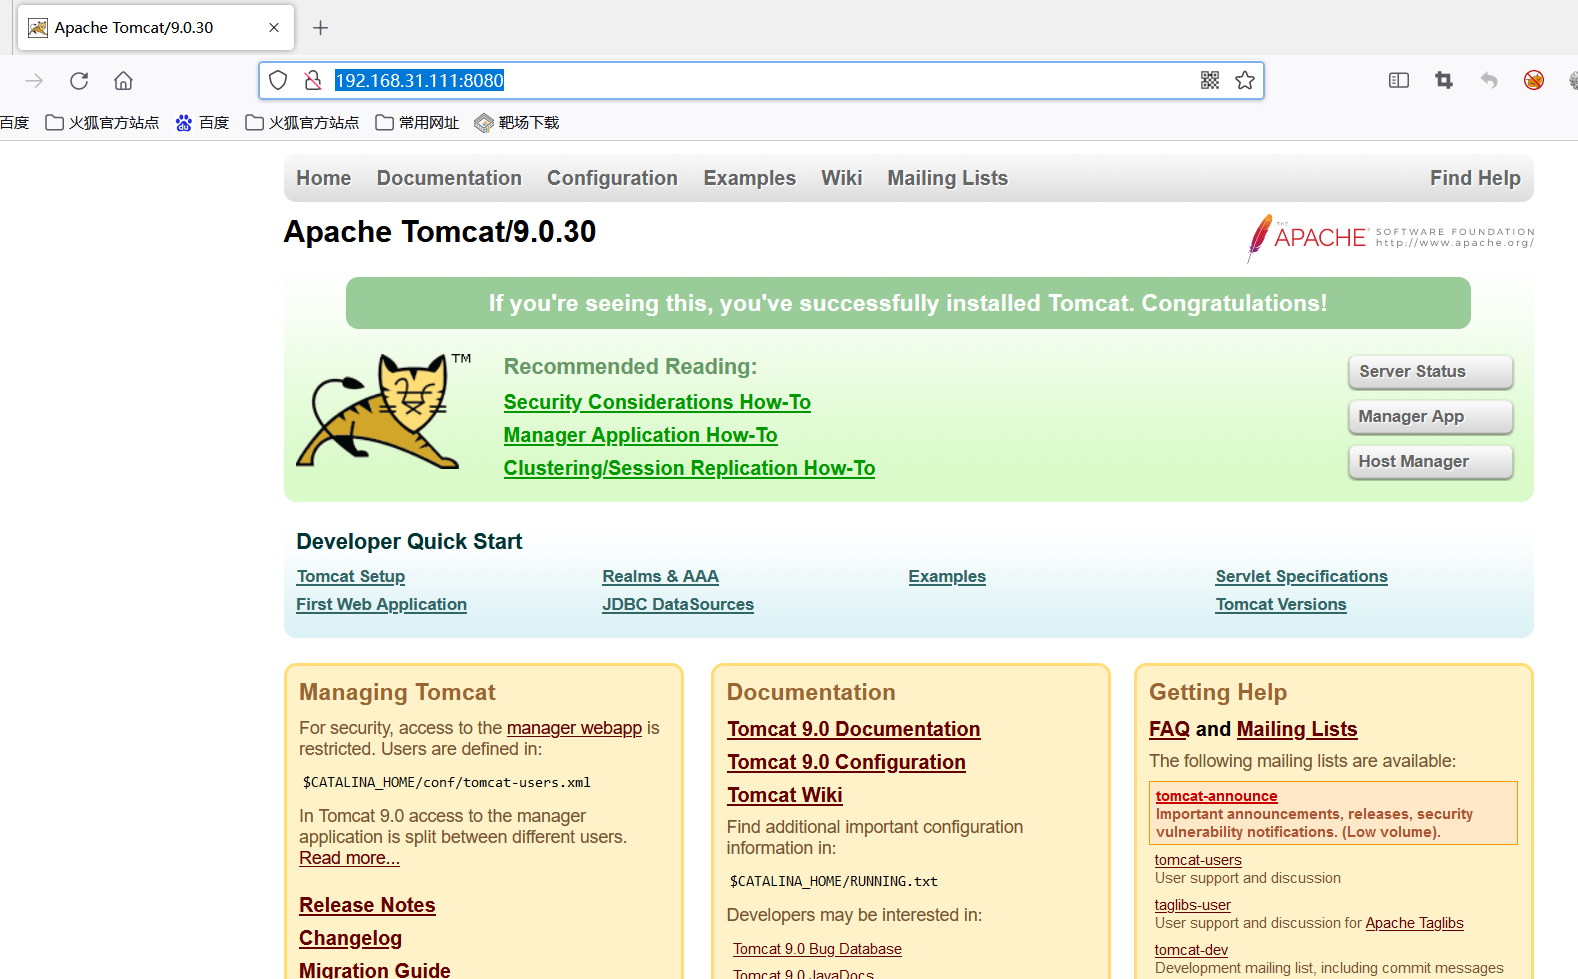 Apache Tomcat/9.0.30
192.168.31.111:8080
百度 火狐官方站点 百度 火狐官方站点 常用网址 靶场下载
Home Documentation Configuration Examples Wiki Mailing Lists Find Help
Apache Tomcat/9.0.30
THE APACHE SOFTWARE FOUNDATION
http://www.apache.org/
If you're seeing this, you've successfully installed Tomcat. Congratulations!
TM
Recommended Reading:
Security Considerations How-To
Manager Application How-To
Clustering/Session Replication How-To
Server Status
Manager App
Host Manager
Developer Quick Start
Tomcat Setup
First Web Application
Realms & AAA
JDBC DataSources
Examples
Servlet Specifications
Tomcat Versions
Managing Tomcat
For security, access to the manager webapp is
restricted. Users are defined in:
$CATALINA_HOME/conf/tomcat-users.xml
In Tomcat 9.0 access to the manager
application is split between different users.
Read more...
Release Notes
Changelog
Migration Guide
Documentation
Tomcat 9.0 Documentation
Tomcat 9.0 Configuration
Tomcat Wiki
Find additional important configuration
information in:
$CATALINA_HOME/RUNNING.txt
Developers may be interested in:
Tomcat 9.0 Bug Database
Tomcat 9.0 JavaDocs
Getting Help
FAQ and Mailing Lists
The following mailing lists are available:
tomcat-announce
Important announcements, releases, security
vulnerability notifications. (Low volume).
tomcat-users
User support and discussion
taglibs-user
User support and discussion for Apache Taglibs
tomcat-dev
Development mailing list, including commit messages